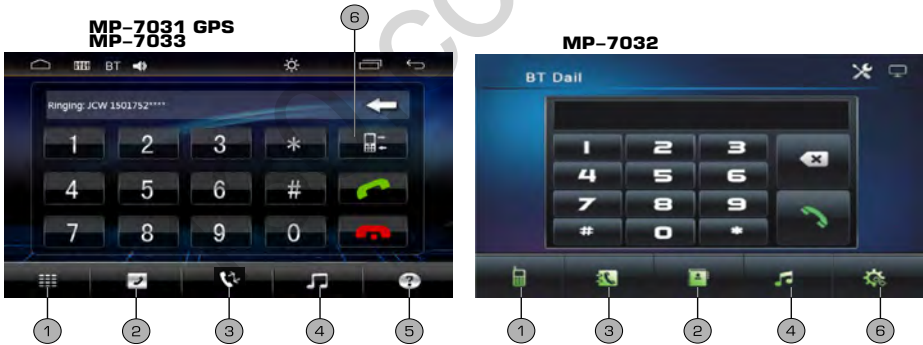 6
MP-7031 GPS
MP-7033
MP-7032
BT
BT Dail
Ringing: JCW 1501752****
1 2 3 *
4 5 6 #
7 8 9 0
1 2 3
4 5 6
7 8 9
# 0 *
?
1 2 3 4 5
1 3 2 4 6